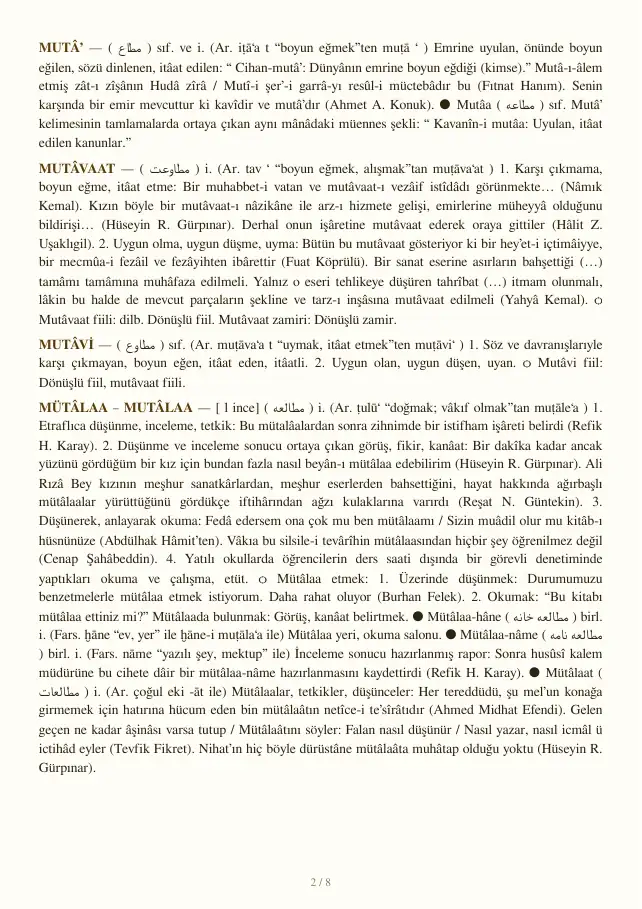 MUTÂ’ — ( مطاع ) sıf. ve i. (Ar. iṭā‘a t “boyun eğmek”ten muṭā ‘ ) Emrine uyulan, önünde boyun
eğilen, sözü dinlenen, itâat edilen: “ Cihan-mutâ’: Dünyânın emrine boyun eğdiği (kimse).” Mutâ-ı-âlem
etmiş zât-ı zîşânın Hudâ zîrâ / Mutî-i şer’-i garrâ-yı resûl-i müctebâdır bu (Fıtnat Hanım). Senin
karşında bir emir mevcuttur ki kavîdir ve mutâ’dır (Ahmet A. Konuk). ● Mutâa ( مطاعه ) sıf. Mutâ’
kelimesinin tamlamalarda ortaya çıkan aynı mânâdaki müennes şekli: “ Kavanîn-i mutâa: Uyulan, itâat
edilen kanunlar.”
MUTÂVAAT — ( مطاوعت ) i. (Ar. tav ‘ “boyun eğmek, alışmak”tan muṭāva‘at ) 1. Karşı çıkmama,
boyun eğme, itâat etme: Bir muhabbet-i vatan ve mutâvaat-ı vezâif istîdâdı görünmekte… (Nâmık
Kemal). Kızın böyle bir mutâvaat-ı nâzikâne ile arz-ı hizmete gelişi, emirlerine müheyyâ olduğunu
bildirişi… (Hüseyin R. Gürpınar). Derhal onun işâretine mutâvaat ederek oraya gittiler (Hâlit Z.
Uşaklıgil). 2. Uygun olma, uygun düşme, uyma: Bütün bu mutâvaat gösteriyor ki bir hey’et-i içtimâiyye,
bir mecmûa-i fezâil ve fezâyihten ibârettir (Fuat Köprülü). Bir sanat eserine asırların bahşettiği (…)
tamâmı tamâmına muhâfaza edilmeli. Yalnız o eseri tehlikeye düşüren tahrîbat (…) itmam olunmalı,
lâkin bu halde de mevcut parçaların şekline ve tarz-ı inşâsına mutâvaat edilmeli (Yahyâ Kemal). ○
Mutâvaat fiili: dilb. Dönüşlü fiil. Mutâvaat zamiri: Dönüşlü zamir.
MUTÂVİ — ( مطاوع ) sıf. (Ar. muṭāva‘a t “uymak, itâat etmek”ten muṭāvi‘ ) 1. Söz ve davranışlarıyle
karşı çıkmayan, boyun eğen, itâat eden, itâatli. 2. Uygun olan, uygun düşen, uyan. ○ Mutâvi fiil:
Dönüşlü fiil, mutâvaat fiili.
MÜTÂLAA – MUTÂLAA — [ l ince] ( مطالعه ) i. (Ar. ṭulū‘ “doğmak; vâkıf olmak”tan muṭāle‘a ) 1.
Etraflıca düşünme, inceleme, tetkik: Bu mütalâalardan sonra zihnimde bir istifham işâreti belirdi (Refik
H. Karay). 2. Düşünme ve inceleme sonucu ortaya çıkan görüş, fikir, kanâat: Bir dakîka kadar ancak
yüzünü gördüğüm bir kız için bundan fazla nasıl beyân-ı mütâlaa edebilirim (Hüseyin R. Gürpınar). Ali
Rızâ Bey kızının meşhur sanatkârlardan, meşhur eserlerden bahsettiğini, hayat hakkında ağırbaşlı
mütâlaalar yürüttüğünü gördükçe iftihârından ağzı kulaklarına varırdı (Reşat N. Güntekin). 3.
Düşünerek, anlayarak okuma: Fedâ edersem ona çok mu ben mütâlaamı / Sizin muâdil olur mu kitâb-ı
hüsnünüze (Abdülhak Hâmit’ten). Vâkıa bu silsile-i tevârîhin mütâlaasından hiçbir şey öğrenilmez değil
(Cenap Şahâbeddin). 4. Yatılı okullarda öğrencilerin ders saati dışında bir görevli denetiminde
yaptıkları okuma ve çalışma, etüt. ○ Mütâlaa etmek: 1. Üzerinde düşünmek: Durumumuzu
benzetmelerle mütâlaa etmek istiyorum. Daha rahat oluyor (Burhan Felek). 2. Okumak: “Bu kitabı
mütâlaa ettiniz mi?” Mütâlaada bulunmak: Görüş, kanâat belirtmek. ● Mütâlaa-hâne ( مطالعه خانه ) birl.
i. (Fars. ḫāne “ev, yer” ile ḫāne-i muṭāla‘a ile) Mütâlaa yeri, okuma salonu. ● Mütâlaa-nâme ( مطالعه نامه
) birl. i. (Fars. nāme “yazılı şey, mektup” ile) İnceleme sonucu hazırlanmış rapor: Sonra husûsî kalem
müdürüne bu cihete dâir bir mütâlaa-nâme hazırlanmasını kaydettirdi (Refik H. Karay). ● Mütâlaat (
مطالعات ) i. (Ar. çoğul eki -āt ile) Mütâlaalar, tetkikler, düşünceler: Her tereddüdü, şu mel’un konağa
girmemek için hatırına hücum eden bin mütâlaâtın netîce-i te’sîrâtıdır (Ahmed Midhat Efendi). Gelen
geçen ne kadar âşinâsı varsa tutup / Mütâlaâtını söyler: Falan nasıl düşünür / Nasıl yazar, nasıl icmâl ü
ictihâd eyler (Tevfik Fikret). Nihat’ın hiç böyle dürüstâne mütâlaâta muhâtap olduğu yoktu (Hüseyin R.
Gürpınar).
2 / 8